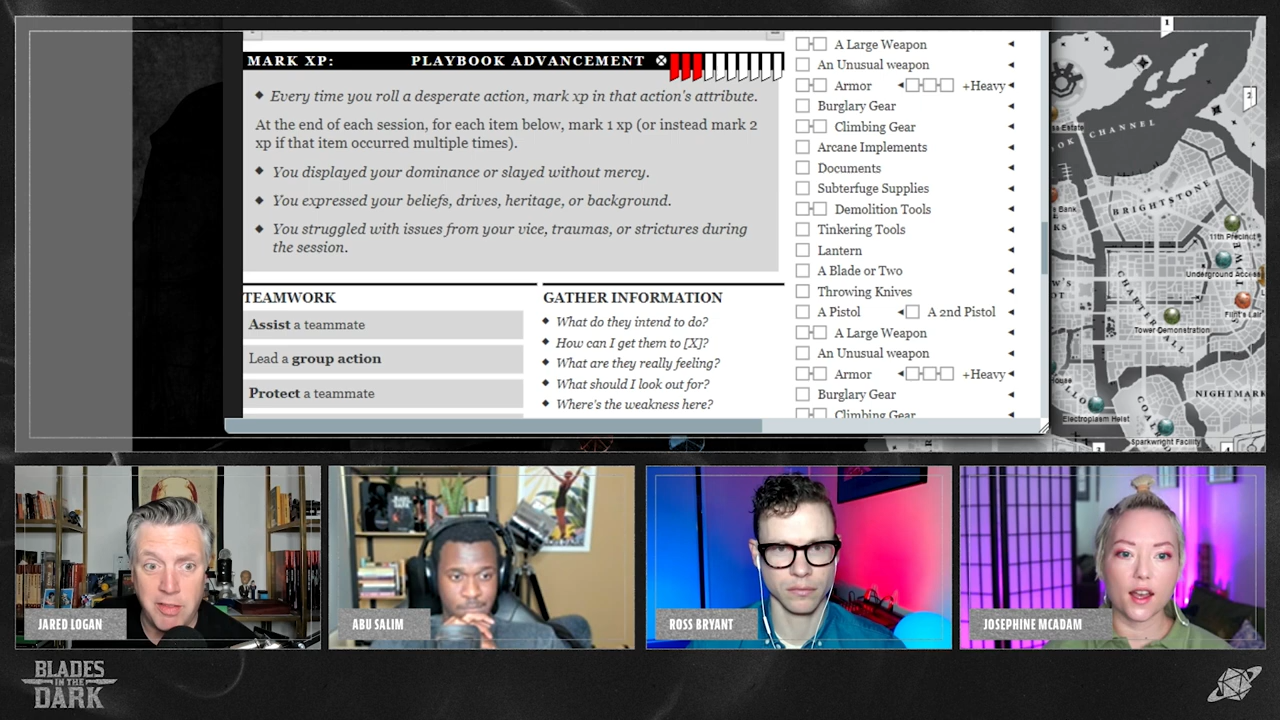 MARK XP: PLAYBOOK ADVANCEMENT
Every time you roll a desperate action, mark xp in that action's attribute.
At the end of each session, for each item below, mark 1 xp (or instead mark 2
xp if that item occurred multiple times).
You displayed your dominance or slayed without mercy.
You expressed your beliefs, drives, heritage, or background.
You struggled with issues from your vice, traumas, or strictures during
the session.
TEAMWORK
Assist a teammate
Lead a group action
Protect a teammate
GATHER INFORMATION
What do they intend to do?
How can I get them to [X]?
What are they really feeling?
What should I look out for?
Where's the weakness here?
A Large Weapon
An Unusual weapon
Armor +Heavy
Burglary Gear
Climbing Gear
Arcane Implements
Documents
Subterfuge Supplies
Demolition Tools
Tinkering Tools
Lantern
A Blade or Two
Throwing Knives
A Pistol A 2nd Pistol
A Large Weapon
An Unusual weapon
Armor +Heavy
Burglary Gear
Climbing Gear
1
2
CHANNEL
BRIGHTSTONE
11th Precinct
Underground Access
CHARTERHALL
Flint's Lair
Tower Demonstration
NIGHTMAR
Electroplasm Heist
Sparkwright Facility
3
4
JARED LOGAN
ABU SALIM
ROSS BRYANT
JOSEPHINE MCADAM
BLADES
IN THE
DARK